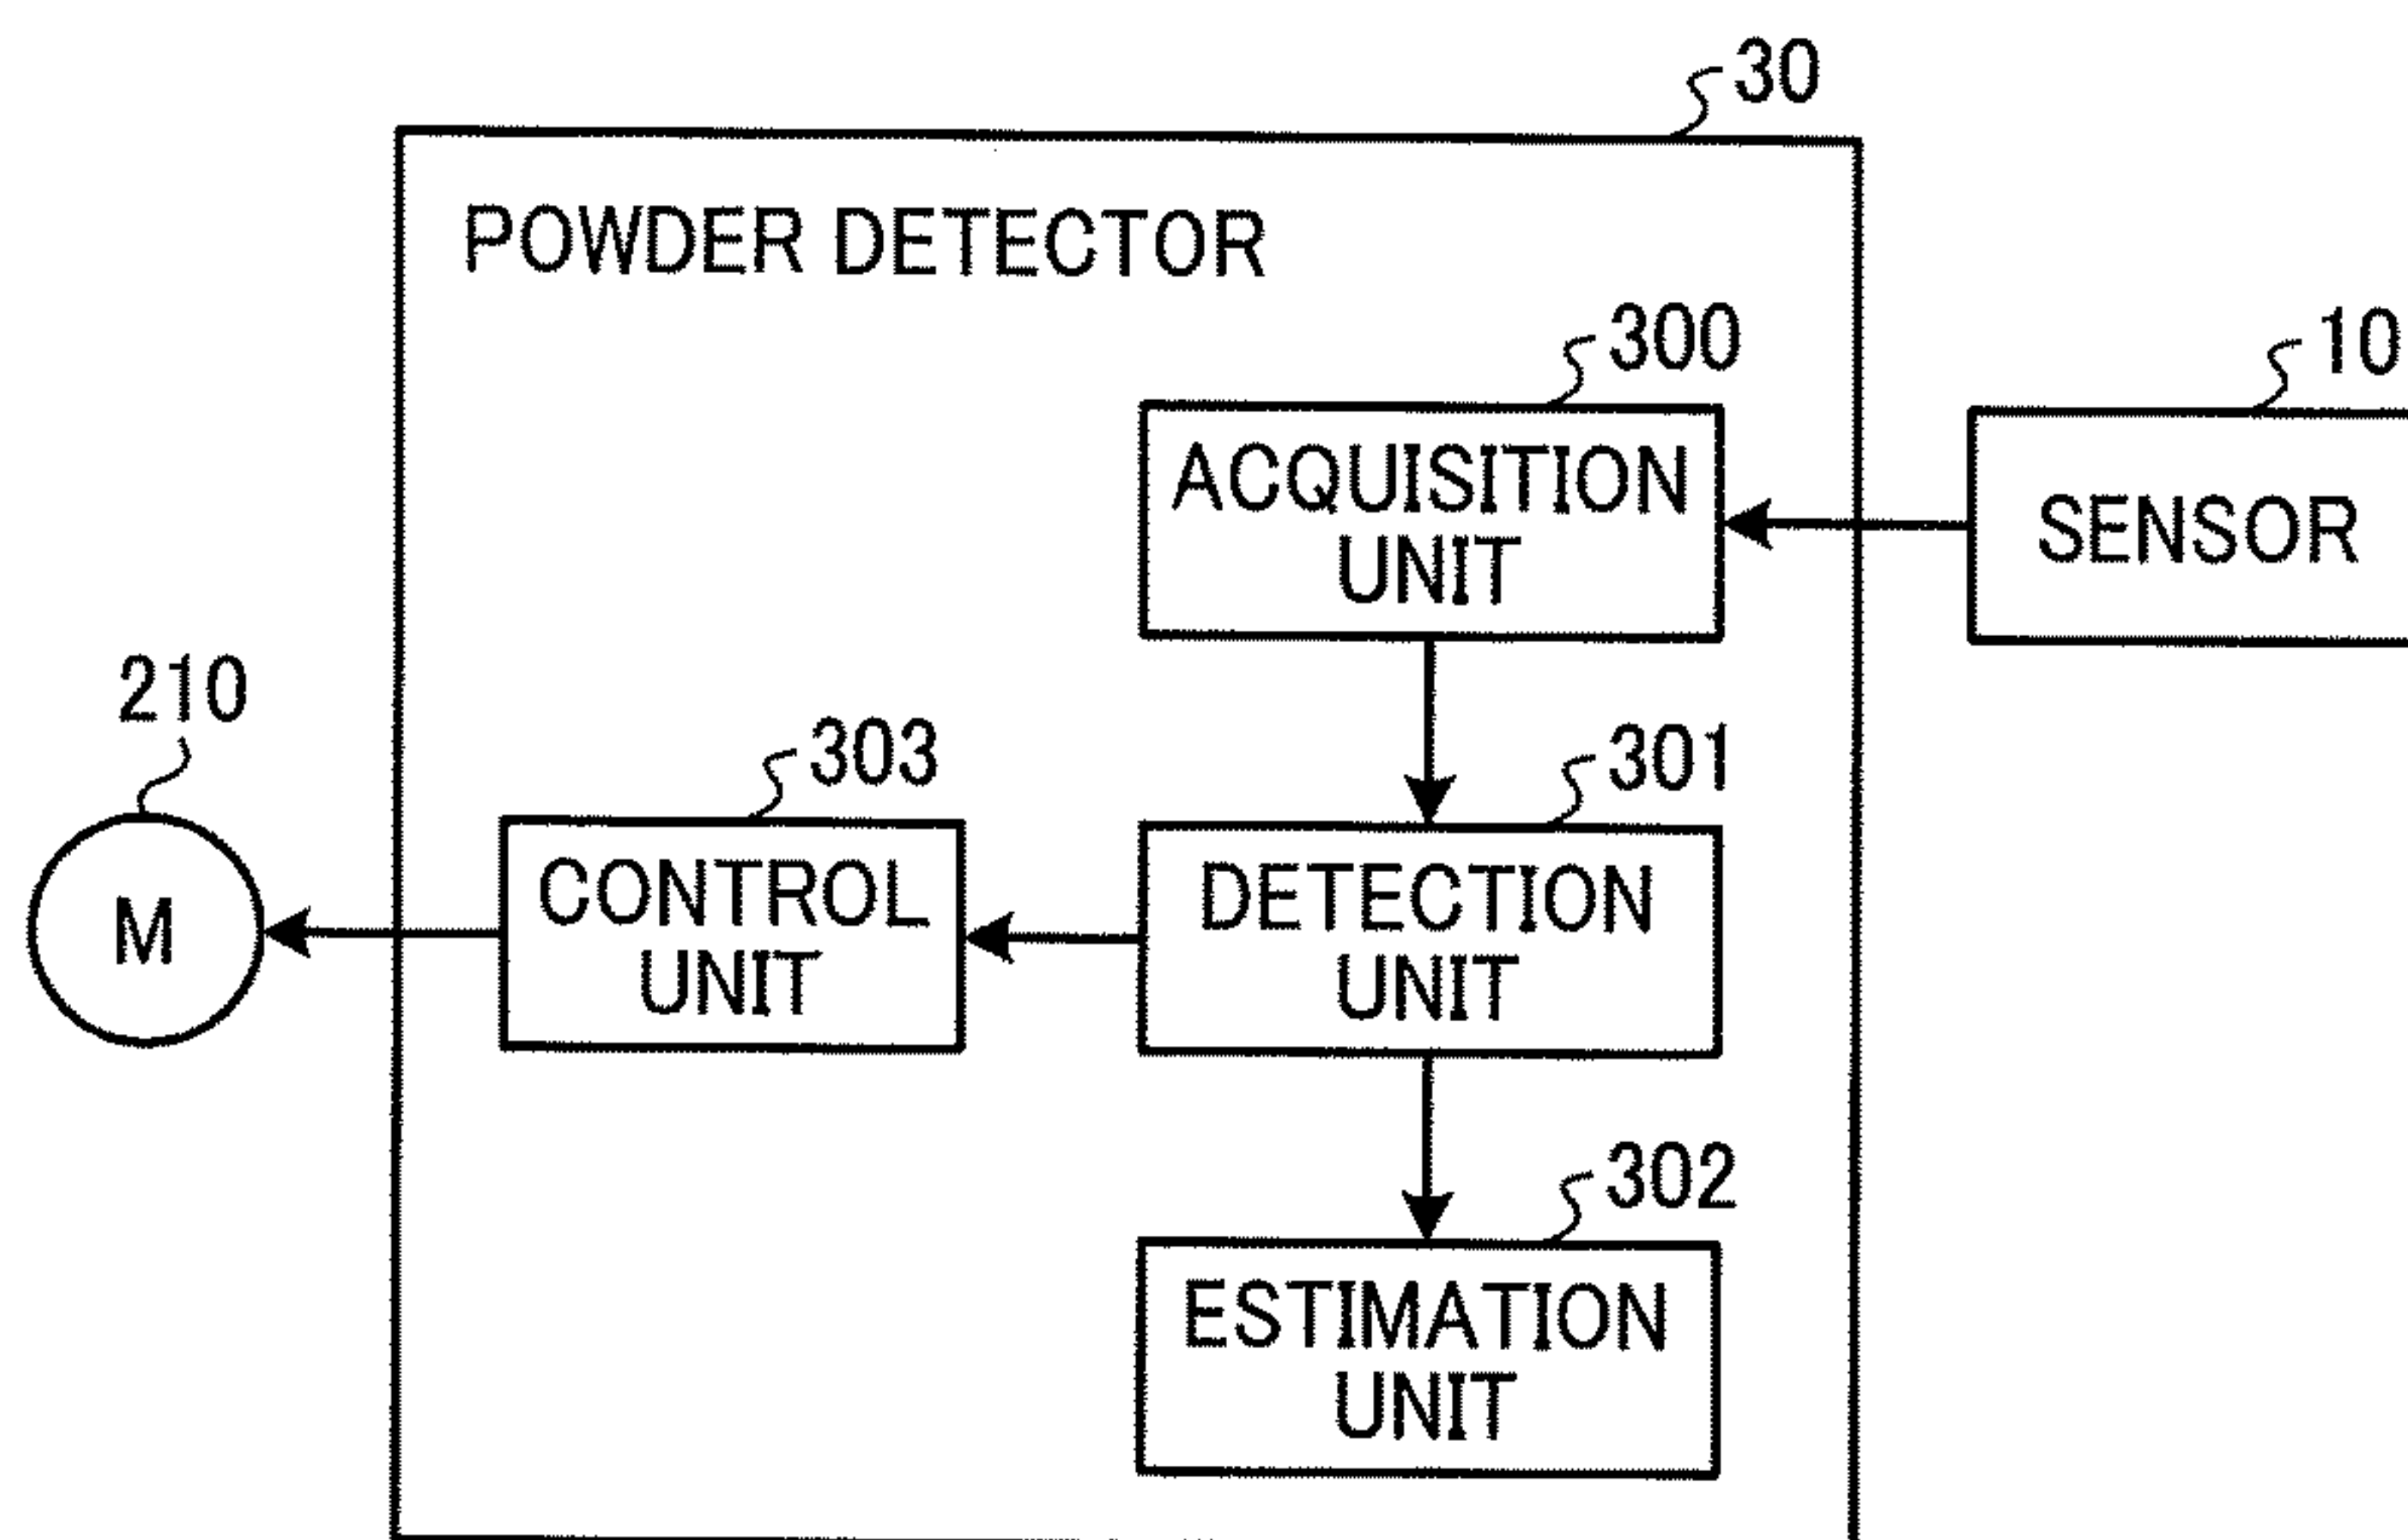 30
POWDER DETECTOR
300
10
ACQUISITION
UNIT
SENSOR
210
303
301
M
CONTROL
UNIT
DETECTION
UNIT
302
ESTIMATION
UNIT